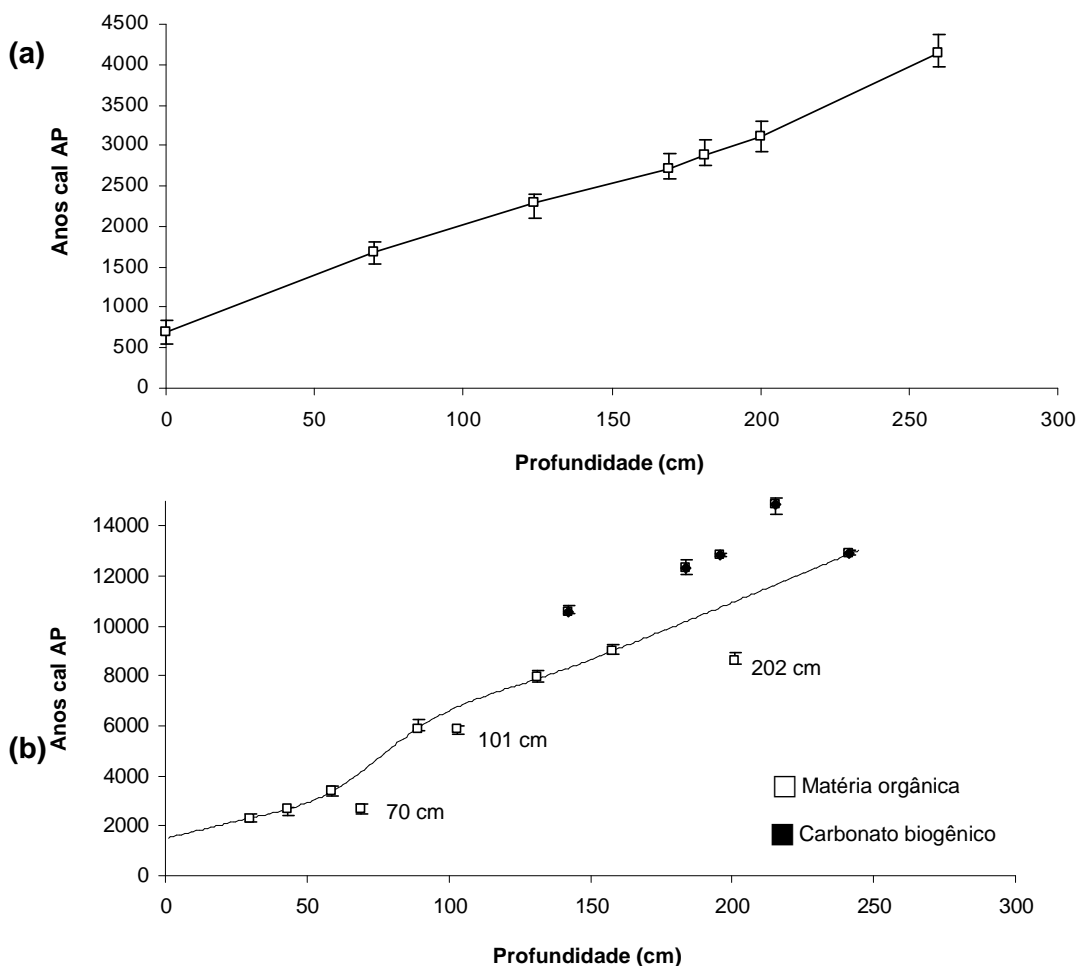 (a)
Anos cal AP
4500
4000
3500
3000
2500
2000
1500
1000
500
0
0 50 100 150 200 250 300
Profundidade (cm)
(b)
Anos cal AP
14000
12000
10000
8000
6000
4000
2000
0
202 cm
101 cm
70 cm
Matéria orgânica
Carbonato biogênico
0 50 100 150 200 250 300
Profundidade (cm)